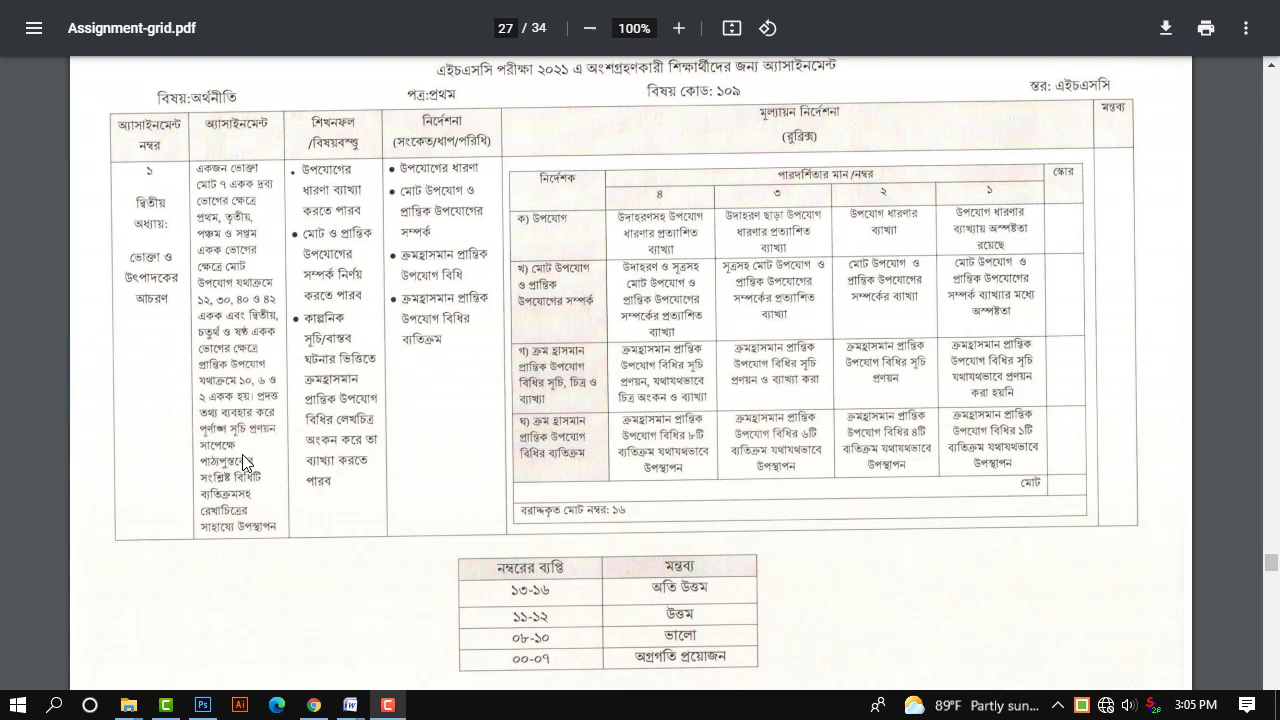 Assignment-grid.pdf
27 / 34
100%
এইচএসসি পরীক্ষা ২০২১ এ অংশগ্রহণকারী শিক্ষার্থীদের জন্য অ্যাসাইনমেন্ট
বিষয়:অর্থনীতি পত্র:প্রথম বিষয় কোড: ১০৯ স্তর: এইচএসসি
অ্যাসাইনমেন্ট
নম্বর
অ্যাসাইনমেন্ট
শিখনফল
/বিষয়বস্তু
নির্দেশনা
(সংকেত/ধাপ/পরিধি)
মূল্যায়ন নির্দেশনা
(রুব্রিক্স)
মন্তব্য
১
দ্বিতীয়
অধ্যায়:
ভোক্তা ও
উৎপাদকের
আচরণ
একজন ভোক্তা
মোট ৭ একক দ্রব্য
ভোগের ক্ষেত্রে
প্রথম, তৃতীয়,
পঞ্চম ও সপ্তম
একক ভোগের
ক্ষেত্রে মোট
উপযোগ যথাক্রমে
১২, ৩০, ৪০ ও ৪২
একক এবং দ্বিতীয়,
চতুর্থ ও ষষ্ঠ একক
ভোগের ক্ষেত্রে
প্রান্তিক উপযোগ
যথাক্রমে ১০, ৬ ও
২ একক হয়। প্রদত্ত
তথ্য ব্যবহার করে
পূর্ণাঙ্গ সূচি প্রণয়ন
সাপেক্ষে
সংশ্লিষ্ট বিধিটি
ব্যতিক্রমসহ
রেখাচিত্রের
সাহায্যে উপস্থাপন
• উপযোগের
ধারণা ব্যাখ্যা
করতে পারব
• মোট ও প্রান্তিক
উপযোগের
সম্পর্ক নির্ণয়
করতে পারব
• কাল্পনিক
সূচি/বাস্তব
ঘটনার ভিত্তিতে
ক্রমহ্রাসমান
প্রান্তিক উপযোগ
বিধির লেখচিত্র
অংকন করে তা
ব্যাখ্যা করতে
পারব
• উপযোগের ধারণা
• মোট উপযোগ ও
প্রান্তিক উপযোগের
সম্পর্ক
• ক্রমহ্রাসমান প্রান্তিক
উপযোগ বিধি
• ক্রমহ্রাসমান প্রান্তিক
উপযোগ বিধির
ব্যতিক্রম
নির্দেশক
পারদর্শিতার মান/নম্বর
স্কোর
৪ ৩ ২ ১
ক) উপযোগ
উদাহরণসহ উপযোগ
ধারণার প্রত্যাশিত
ব্যাখ্যা
উদাহরণ ছাড়া উপযোগ
ধারণার প্রত্যাশিত
ব্যাখ্যা
উপযোগ ধারণার
ব্যাখ্যা
উপযোগ ধারণার
ব্যাখ্যায় অস্পষ্টতা
রয়েছে
খ) মোট উপযোগ
ও প্রান্তিক
উপযোগের সম্পর্ক
উদাহরণ ও সূত্রসহ
মোট উপযোগ ও
প্রান্তিক উপযোগের
সম্পর্কের প্রত্যাশিত
ব্যাখ্যা
সূত্রসহ মোট উপযোগ ও
প্রান্তিক উপযোগের
সম্পর্কের প্রত্যাশিত
ব্যাখ্যা
মোট উপযোগ ও
প্রান্তিক উপযোগের
সম্পর্কের ব্যাখ্যা
মোট উপযোগ ও
প্রান্তিক উপযোগের
সম্পর্ক ব্যাখ্যার মধ্যে
অস্পষ্টতা
গ) ক্রম হ্রাসমান
প্রান্তিক উপযোগ
বিধির সূচি, চিত্র ও
ব্যাখ্যা
ক্রমহ্রাসমান প্রান্তিক
উপযোগ বিধির সূচি
প্রণয়ন, যথাযথভাবে
চিত্র অংকন ও ব্যাখ্যা
ক্রমহ্রাসমান প্রান্তিক
উপযোগ বিধির সূচি
প্রণয়ন ও ব্যাখ্যা করা
ক্রমহ্রাসমান প্রান্তিক
উপযোগ বিধির সূচি
প্রণয়ন
ক্রমহ্রাসমান প্রান্তিক
উপযোগ বিধির সূচি
যথাযথভাবে প্রণয়ন
করা হয়নি
ঘ) ক্রম হ্রাসমান
প্রান্তিক উপযোগ
বিধির ব্যতিক্রম
ক্রমহ্রাসমান প্রান্তিক
উপযোগ বিধির ৮টি
ব্যতিক্রম যথাযথভাবে
উপস্থাপন
ক্রমহ্রাসমান প্রান্তিক
উপযোগ বিধির ৬টি
ব্যতিক্রম যথাযথভাবে
উপস্থাপন
ক্রমহ্রাসমান প্রান্তিক
উপযোগ বিধির ৪টি
ব্যতিক্রম যথাযথভাবে
উপস্থাপন
ক্রমহ্রাসমান প্রান্তিক
উপযোগ বিধির ১টি
ব্যতিক্রম যথাযথভাবে
উপস্থাপন
মোট
বরাদ্দকৃত মোট নম্বর: ১৬
নম্বরের ব্যপ্তি মন্তব্য
১৩-১৬ অতি উত্তম
১১-১২ উত্তম
০৮-১০ ভালো
০০-০৭ অগ্রগতি প্রয়োজন
89°F Partly sun... 3:05 PM